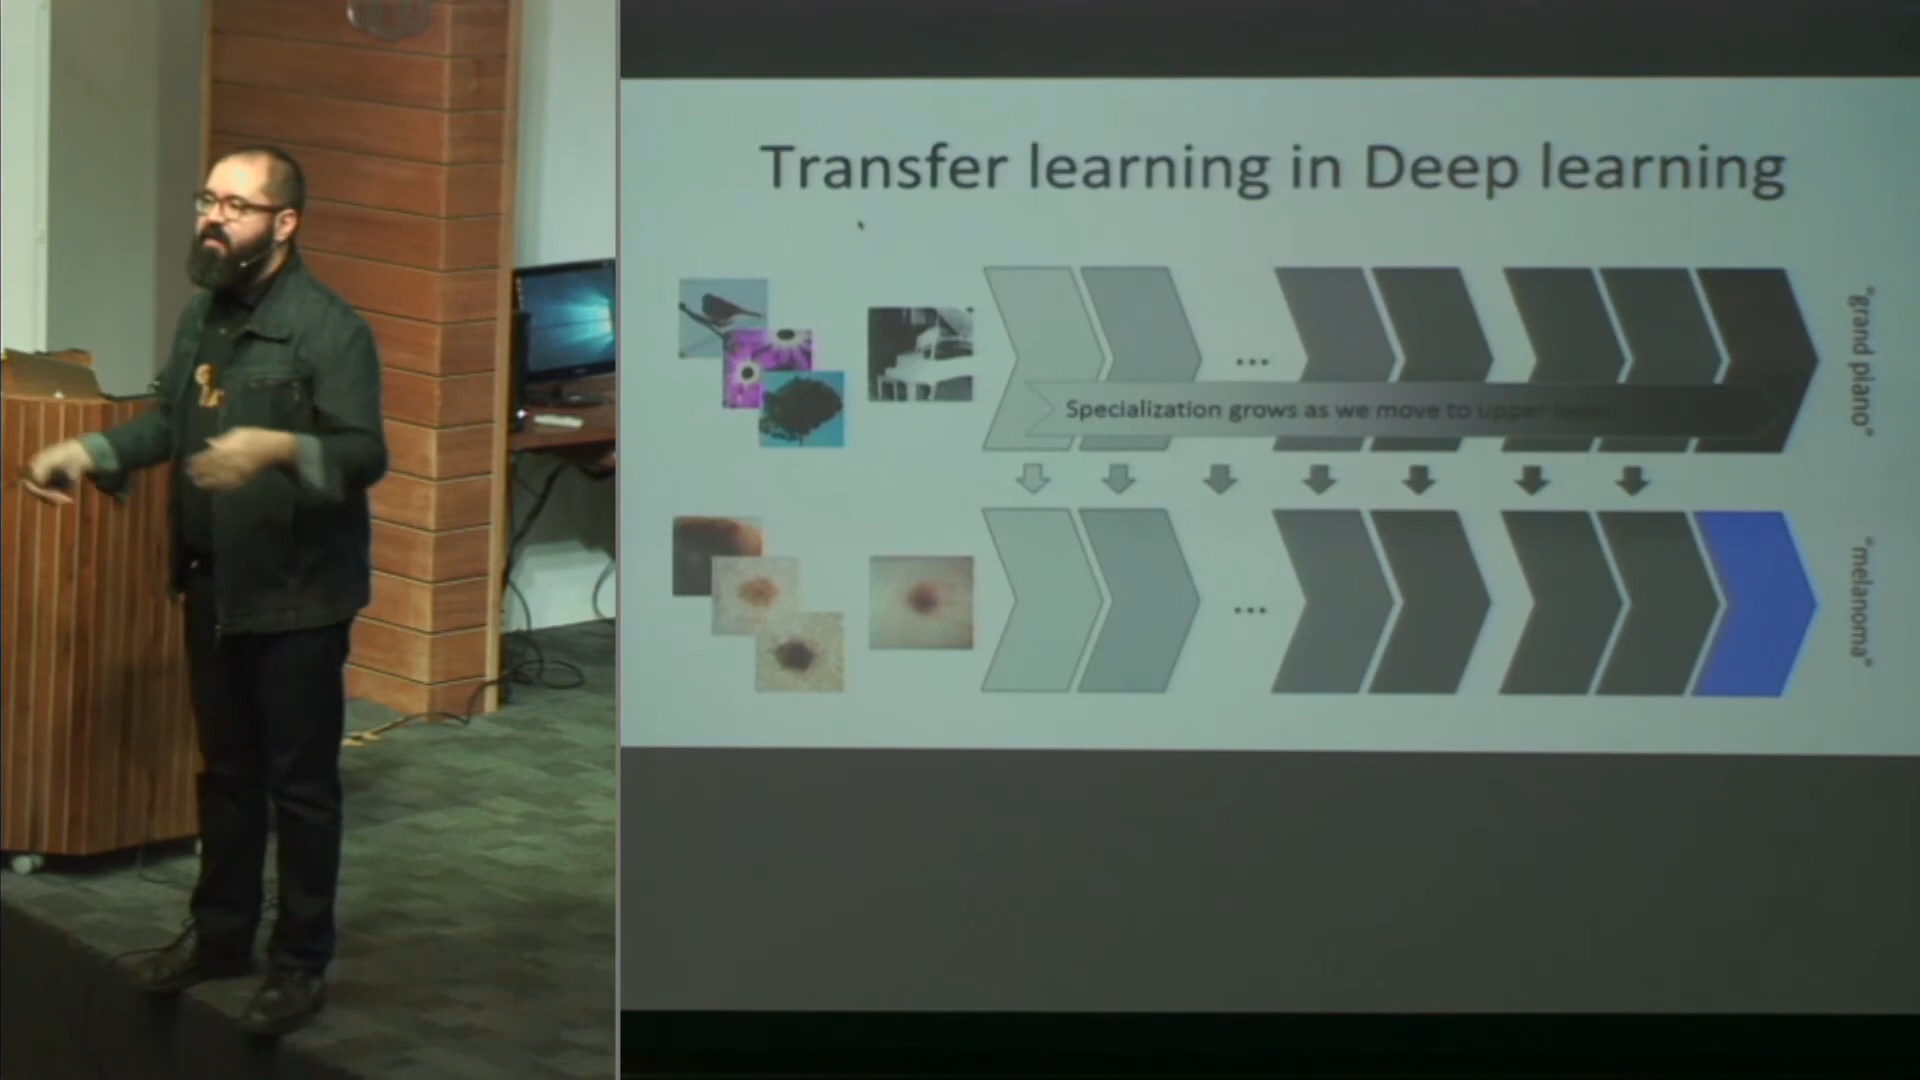 Transfer learning in Deep learning
"grand piano"
...
Specialization grows as we move to upper
...
"melanoma"